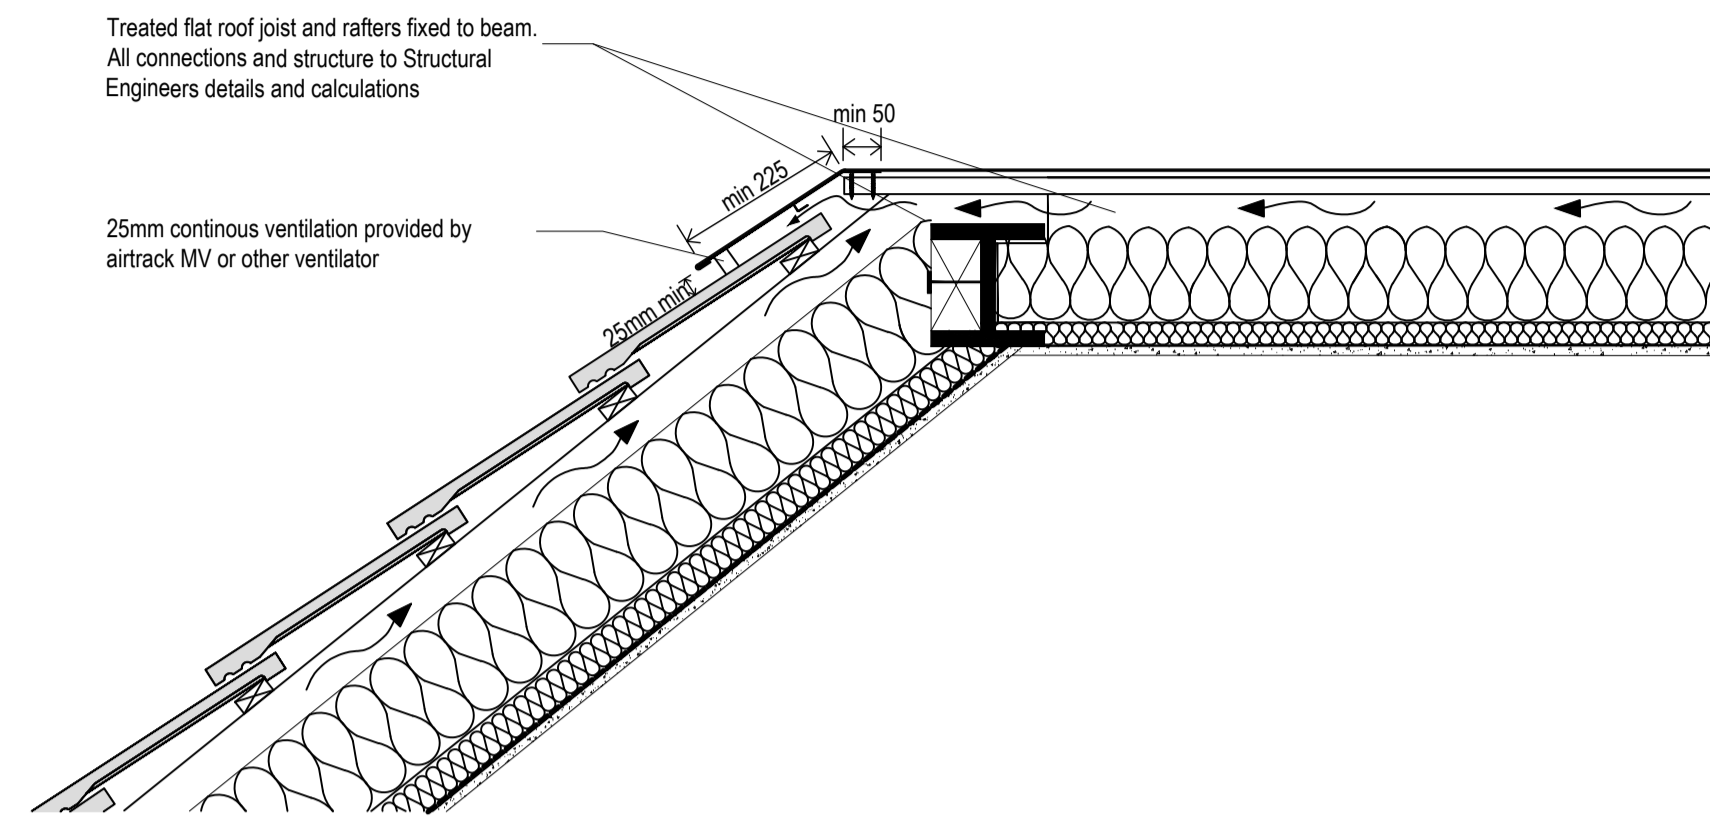 Treated flat roof joist and rafters fixed to beam.
All connections and structure to Structural
Engineers details and calculations
min 50
min 225
25mm continous ventilation provided by
airtrack MV or other ventilator
25mm min